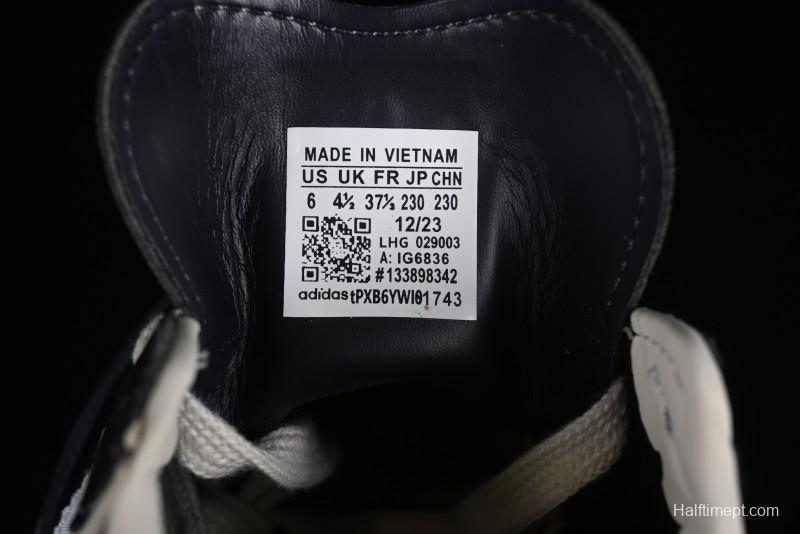 MADE IN VIETNAM
US UK FR JP CHN
6 4½ 37⅓ 230 230
12/23
LHG 029003
A: IG6836
#133898342
adidas tPXB6YWI01743
Halftimept.com